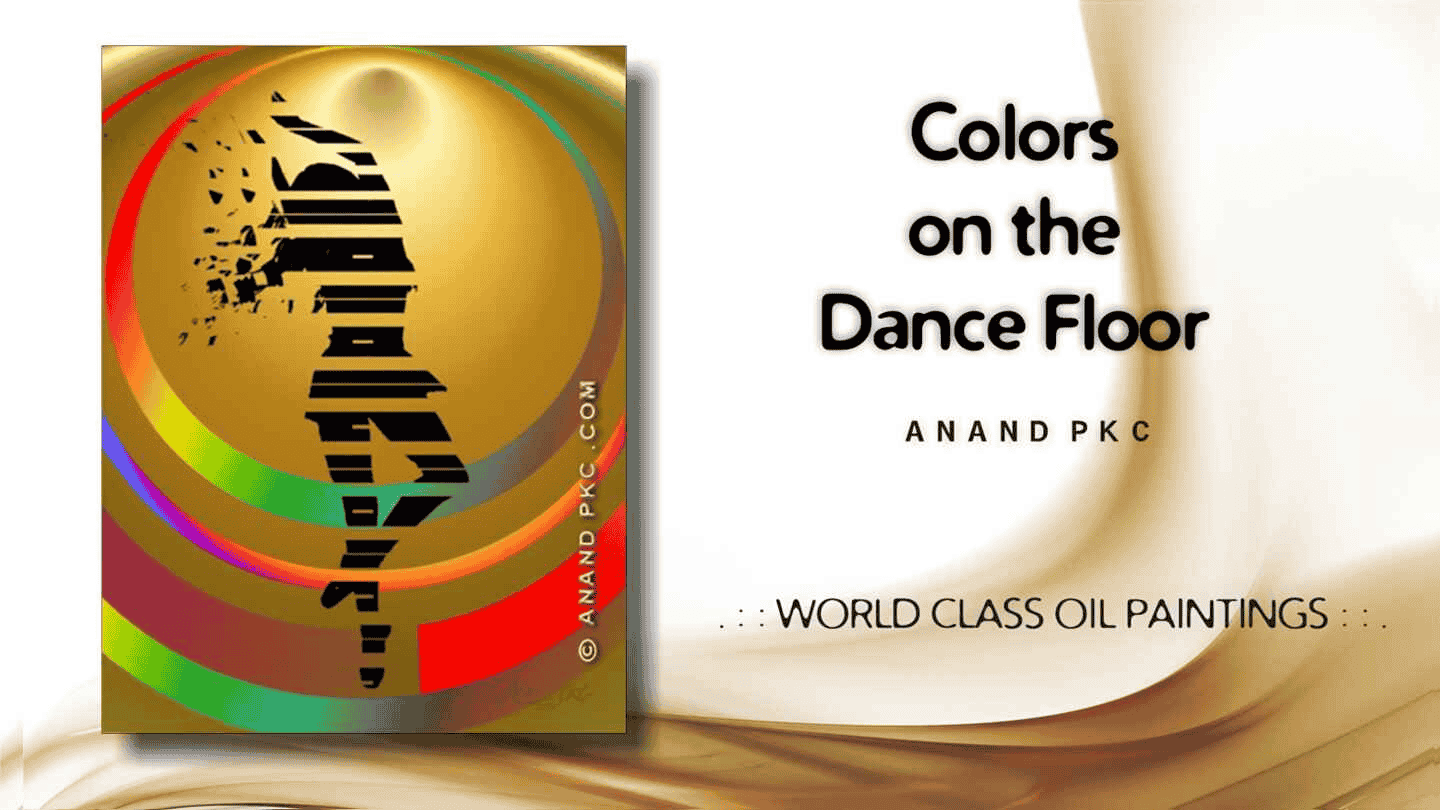 Colors
on the
Dance Floor
ANAND PKC
.::WORLD CLASS OIL PAINTINGS::.
© ANAND PKC .COM